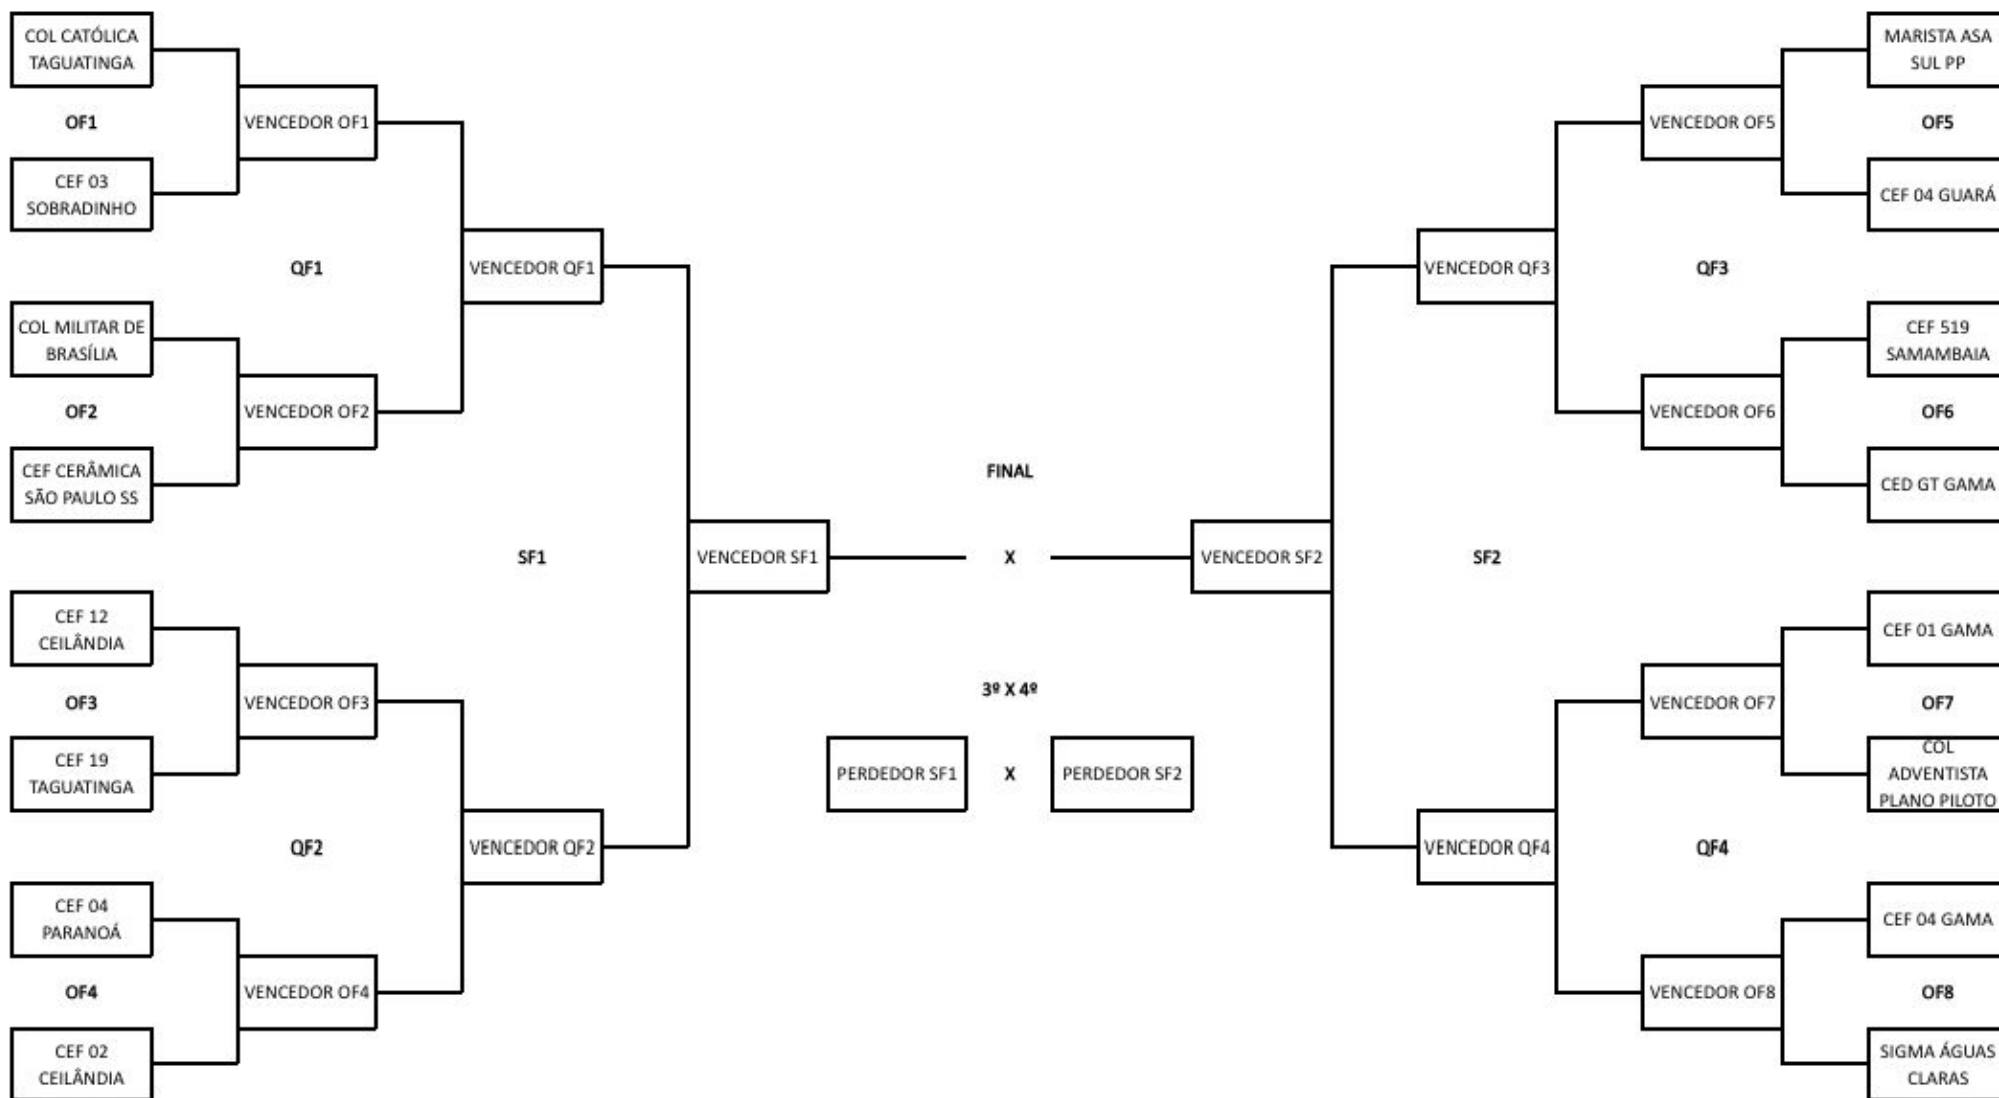 COL CATÓLICA
TAGUATINGA
OF1
CEF 03
SOBRADINHO
VENCEDOR OF1
QF1
COL MILITAR DE
BRASÍLIA
OF2
CEF CERÂMICA
SÃO PAULO SS
VENCEDOR OF2
VENCEDOR QF1
SF1
CEF 12
CEILÂNDIA
OF3
CEF 19
TAGUATINGA
VENCEDOR OF3
QF2
CEF 04
PARANOÁ
OF4
CEF 02
CEILÂNDIA
VENCEDOR OF4
VENCEDOR QF2
VENCEDOR SF1
FINAL
X
VENCEDOR SF2
3º X 4º
PERDEDOR SF1
X
PERDEDOR SF2
SF2
VENCEDOR QF3
VENCEDOR OF5
MARISTA ASA
SUL PP
OF5
CEF 04 GUARÁ
QF3
VENCEDOR OF6
CEF 519
SAMAMBAIA
OF6
CED GT GAMA
VENCEDOR QF4
VENCEDOR OF7
CEF 01 GAMA
OF7
COL
ADVENTISTA
PLANO PILOTO
QF4
VENCEDOR OF8
CEF 04 GAMA
OF8
SIGMA ÁGUAS
CLARAS